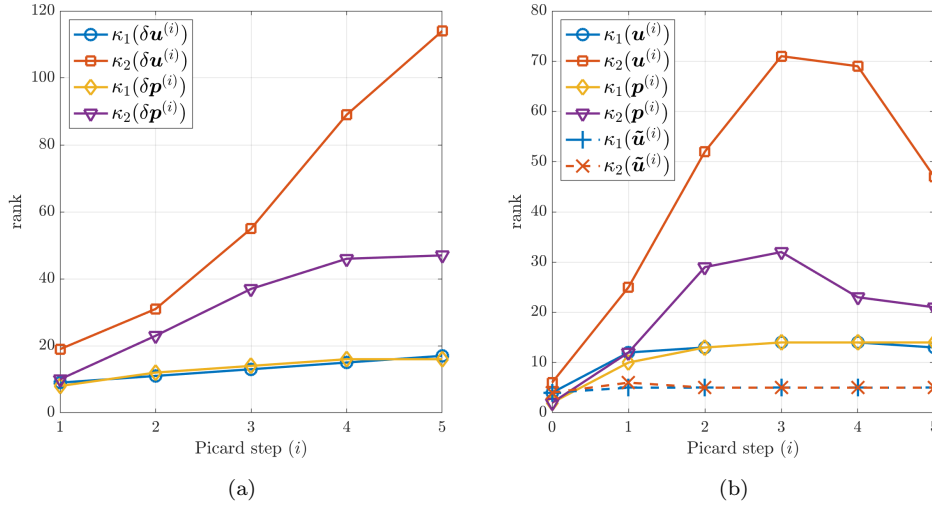 120
100
80
60
40
20
0
rank
κ₁(δ𝒖⁽ⁱ⁾)
κ₂(δ𝒖⁽ⁱ⁾)
κ₁(δ𝒑⁽ⁱ⁾)
κ₂(δ𝒑⁽ⁱ⁾)
1 2 3 4 5
Picard step (i)
(a)
80
70
60
50
40
30
20
10
0
rank
κ₁(𝒖⁽ⁱ⁾)
κ₂(𝒖⁽ⁱ⁾)
κ₁(𝒑⁽ⁱ⁾)
κ₂(𝒑⁽ⁱ⁾)
κ₁(𝒖̃⁽ⁱ⁾)
κ₂(𝒖̃⁽ⁱ⁾)
0 1 2 3 4 5
Picard step (i)
(b)